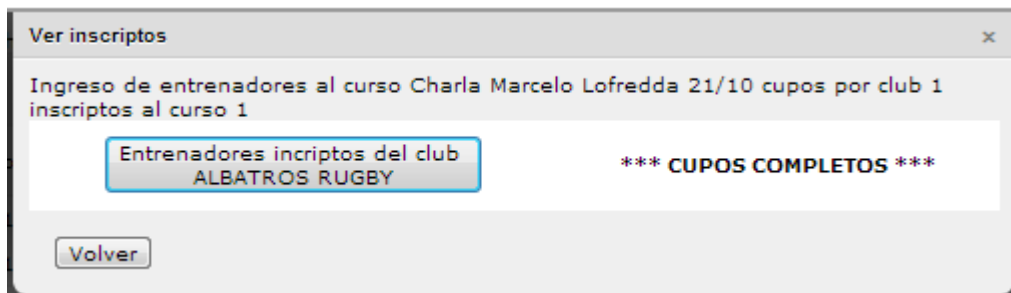 Ver inscriptos ×
Ingreso de entrenadores al curso Charla Marcelo Lofredda 21/10 cupos por club 1
inscriptos al curso 1
Entrenadores incriptos del club
ALBATROS RUGBY
*** CUPOS COMPLETOS ***
Volver